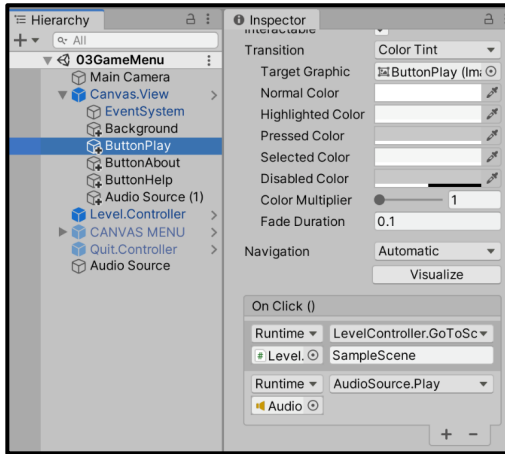 Hierarchy
All
03GameMenu
Main Camera
Canvas.View
EventSystem
Background
ButtonPlay
ButtonAbout
ButtonHelp
Audio Source (1)
Level.Controller
CANVAS MENU
Quit.Controller
Audio Source
Inspector
Interactable
Transition Color Tint
Target Graphic ButtonPlay (Ima
Normal Color
Highlighted Color
Pressed Color
Selected Color
Disabled Color
Color Multiplier 1
Fade Duration 0.1
Navigation Automatic
Visualize
On Click ()
Runtime LevelController.GoToSc
Level. SampleScene
Runtime AudioSource.Play
Audio